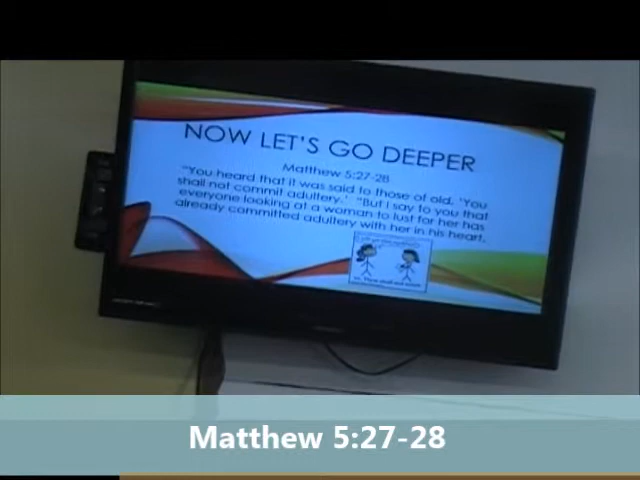 NOW LET'S GO DEEPER
Matthew 5:27-28
"You heard that it was said to those of old, 'You
shall not commit adultery.' "But I say to you that
everyone looking at a woman to lust for her has
already committed adultery with her in his heart.
Matthew 5:27-28